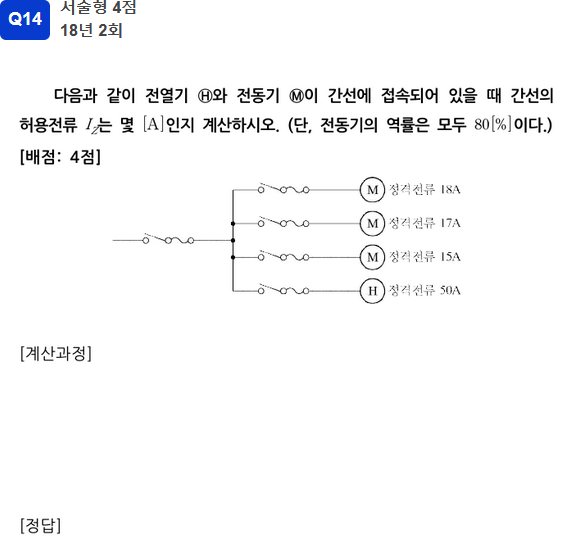 Q14
서술형 4점
18년 2회
다음과 같이 전열기 Ⓗ와 전동기 Ⓜ이 간선에 접속되어 있을 때 간선의
허용전류 I_Z는 몇 [A]인지 계산하시오. (단, 전동기의 역률은 모두 80[%]이다.)
[배점: 4점]
M 정격전류 18A
M 정격전류 17A
M 정격전류 15A
H 정격전류 50A
[계산과정]
[정답]